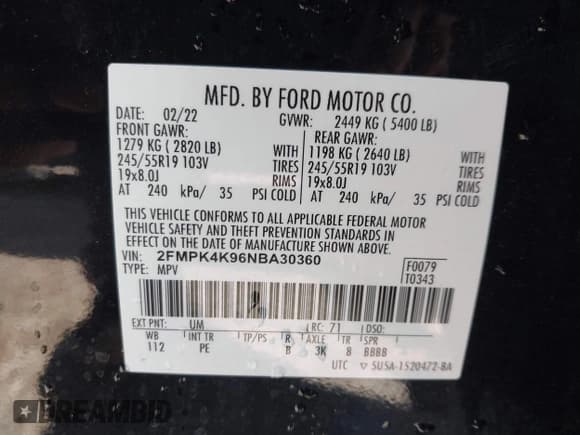 MFD. BY FORD MOTOR CO.
DATE: 02/22 GVWR: 2449 KG ( 5400 LB)
FRONT GAWR: REAR GAWR:
1279 KG ( 2820 LB) WITH 1198 KG ( 2640 LB) WITH
245/55R19 103V TIRES 245/55R19 103V TIRES
19x8.0J RIMS 19x8.0J RIMS
AT 240 kPa/ 35 PSI COLD AT 240 kPa/ 35 PSI COLD
THIS VEHICLE CONFORMS TO ALL APPLICABLE FEDERAL MOTOR
VEHICLE SAFETY AND THEFT PREVENTION STANDARDS IN
EFFECT ON THE DATE OF MANUFACTURE SHOWN ABOVE.
VIN: 2FMPK4K96NBA30360 F0079
TYPE: MPV T0343
EXT PNT: UM RC: 71 DSO:
WB INT TR TP/PS R AXLE TR SPR
112 PE B 3K 8 BBBB
UTC 5U5A-1520472-BA
DREAMBID